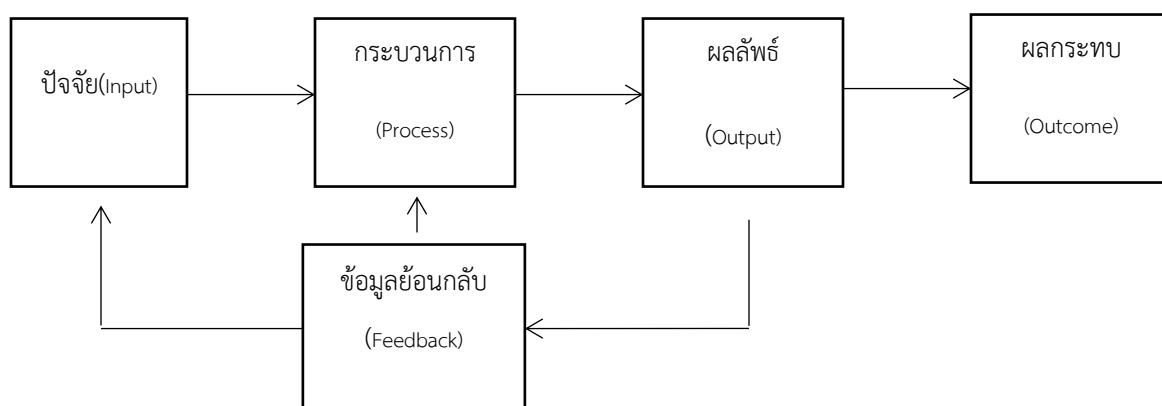 ปัจจัย(Input)
กระบวนการ
(Process)
ผลลัพธ์
(Output)
ผลกระทบ
(Outcome)
ข้อมูลย้อนกลับ
(Feedback)